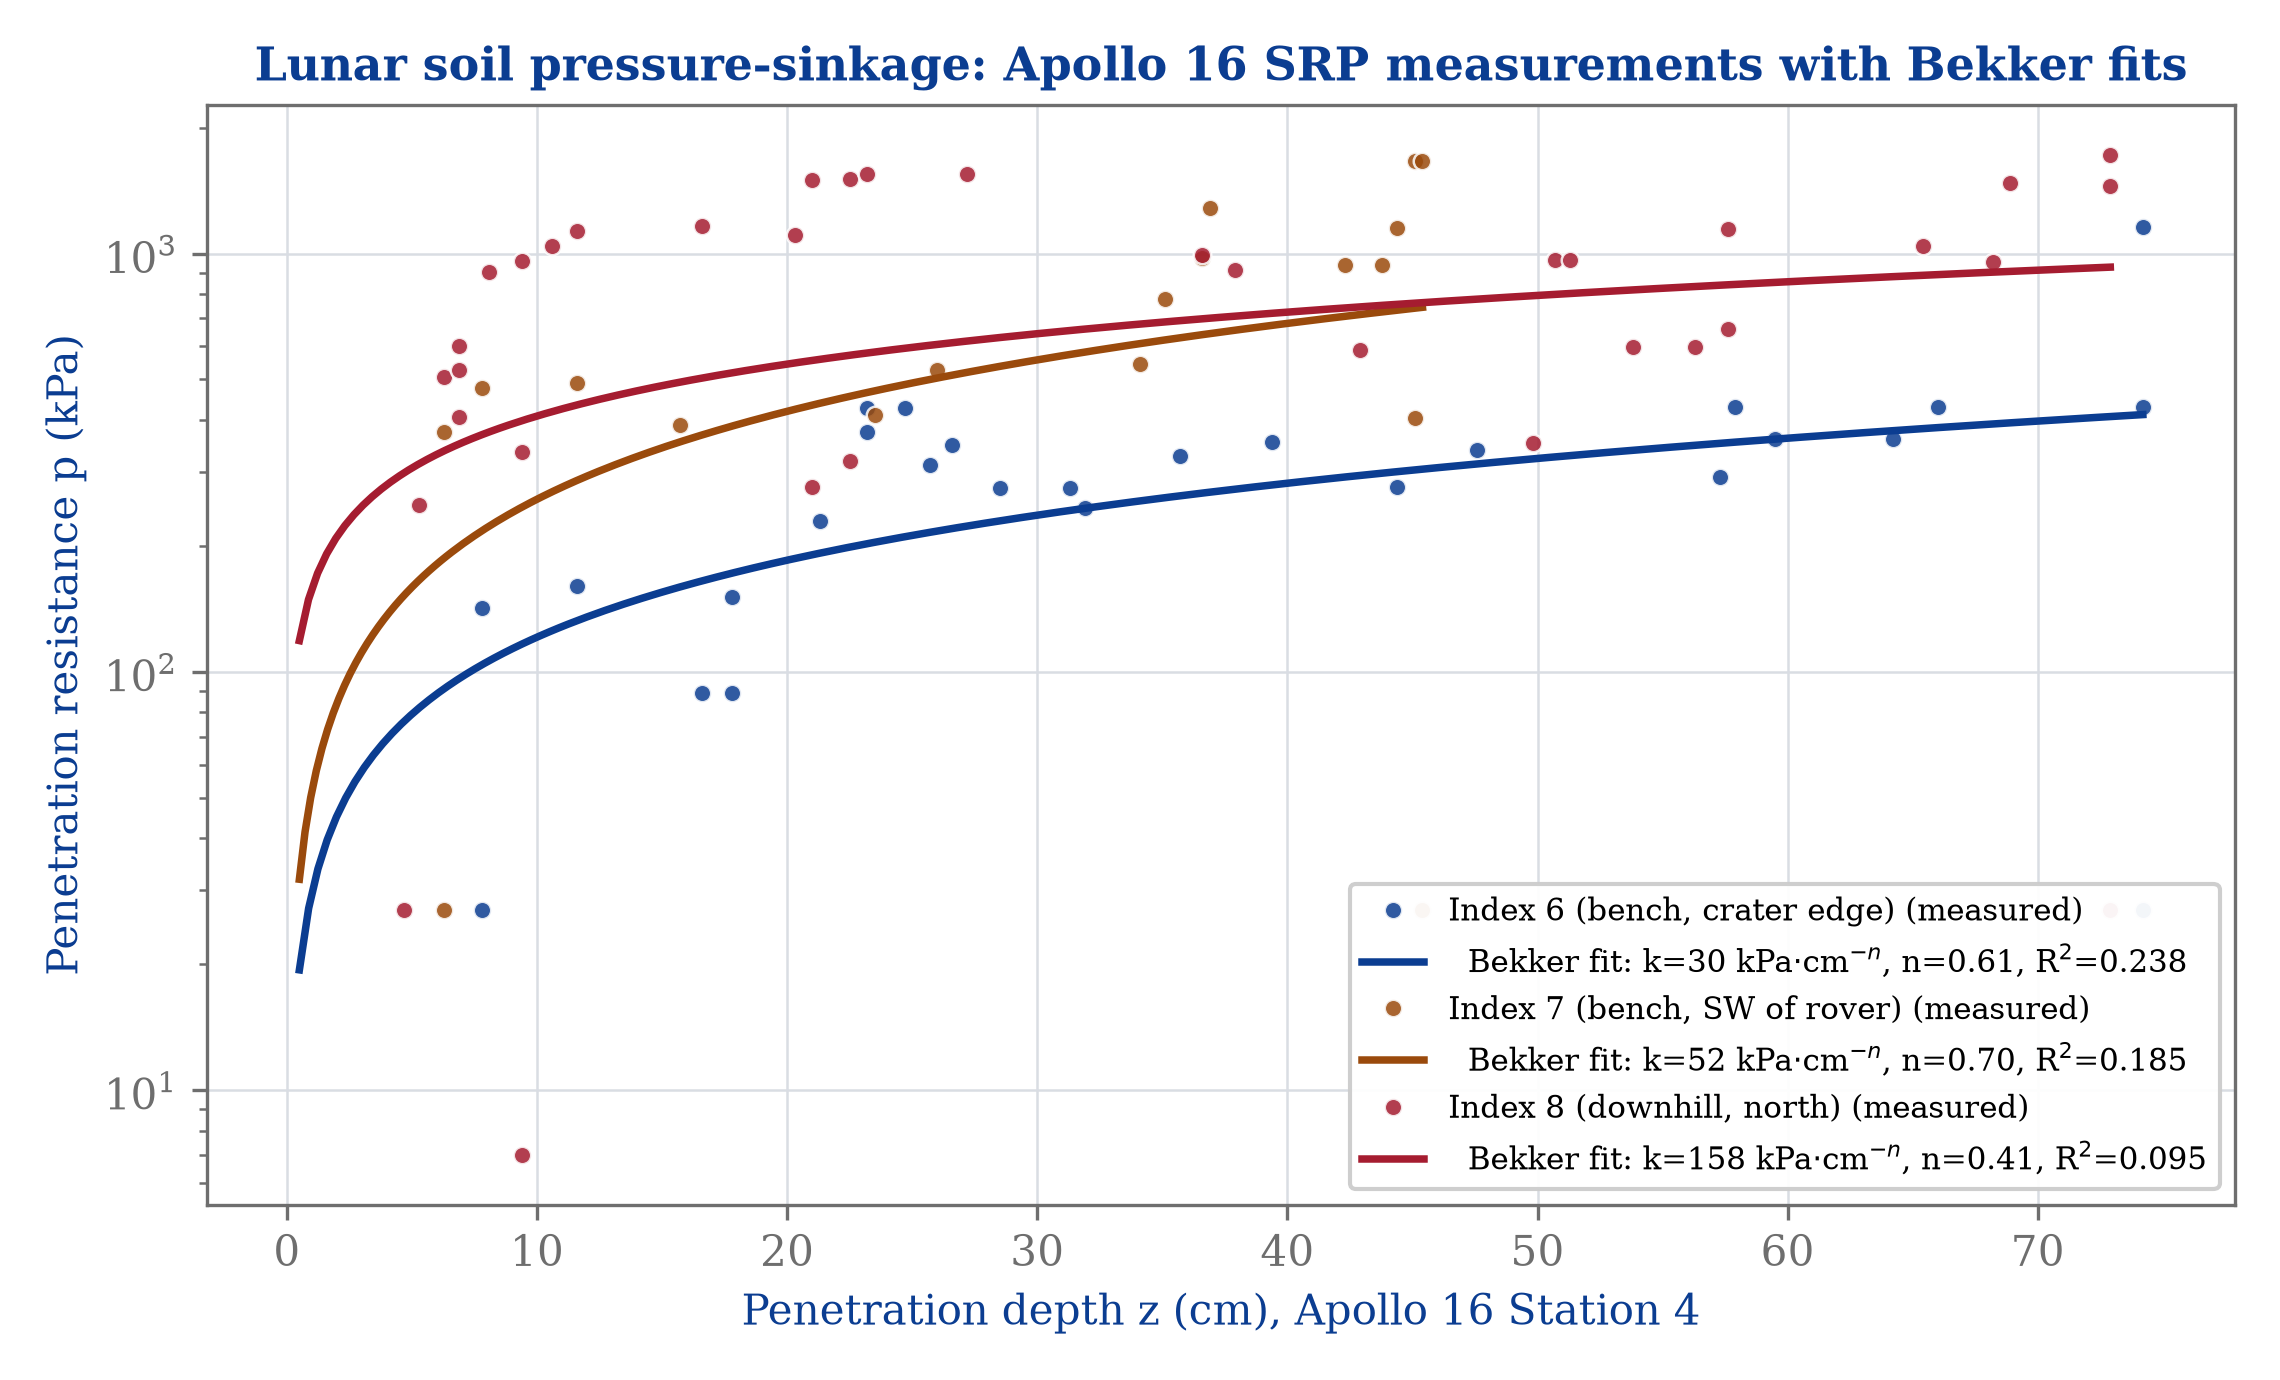 Lunar soil pressure-sinkage: Apollo 16 SRP measurements with Bekker fits
Penetration resistance p (kPa)
10³
10²
10¹
Index 6 (bench, crater edge) (measured)
Bekker fit: k=30 kPa·cm⁻ⁿ, n=0.61, R²=0.238
Index 7 (bench, SW of rover) (measured)
Bekker fit: k=52 kPa·cm⁻ⁿ, n=0.70, R²=0.185
Index 8 (downhill, north) (measured)
Bekker fit: k=158 kPa·cm⁻ⁿ, n=0.41, R²=0.095
0 10 20 30 40 50 60 70
Penetration depth z (cm), Apollo 16 Station 4